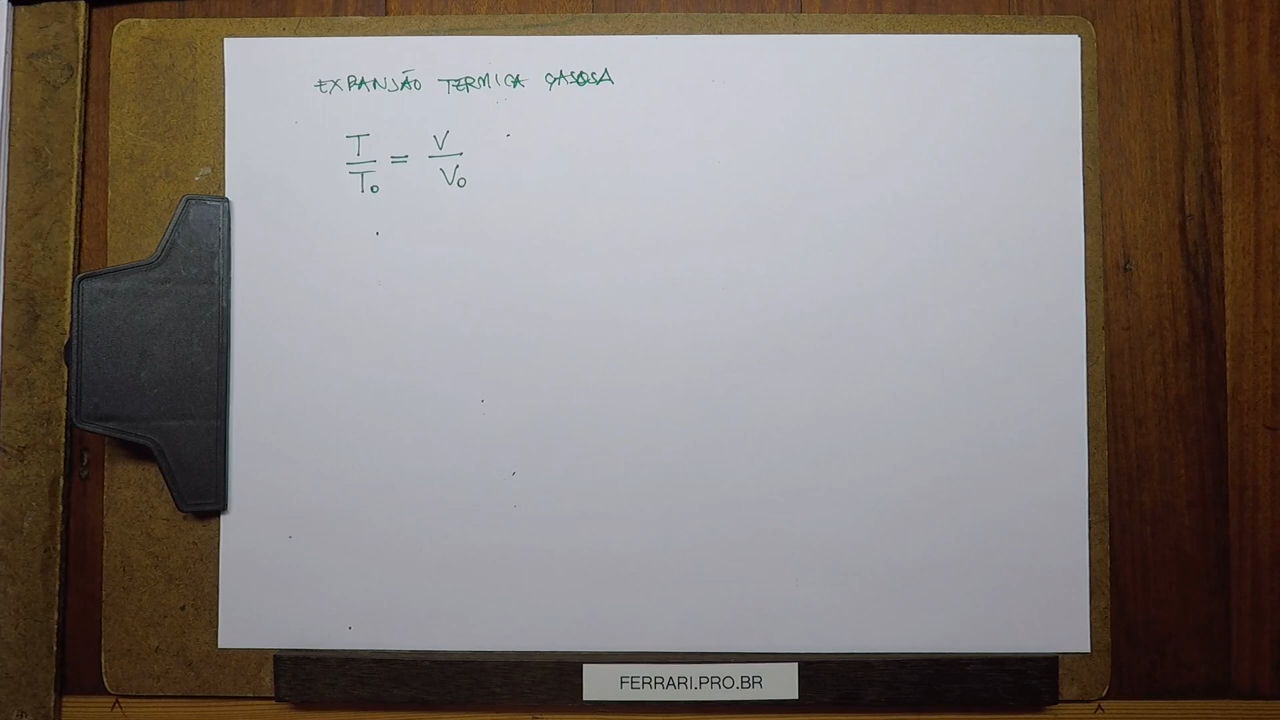 EXPANSÃO TERMICA GASOSA
T/T₀ = V/V₀
FERRARI.PRO.BR